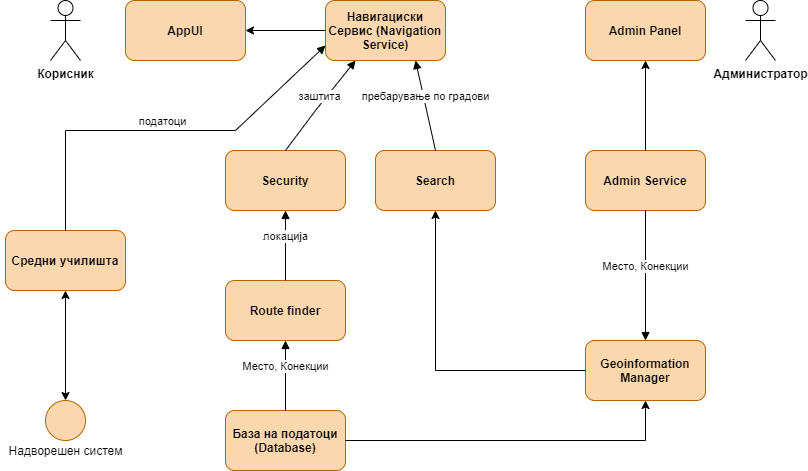 AppUI
Навигациски
Сервис (Navigation
Service)
Admin Panel
Корисник
Администратор
заштита
пребарување по градови
податоци
Security
Search
Admin Service
локација
Средни училишта
Место, Конекции
Route finder
Geoinformation
Manager
Место, Конекции
База на податоци
(Database)
Надворешен систем